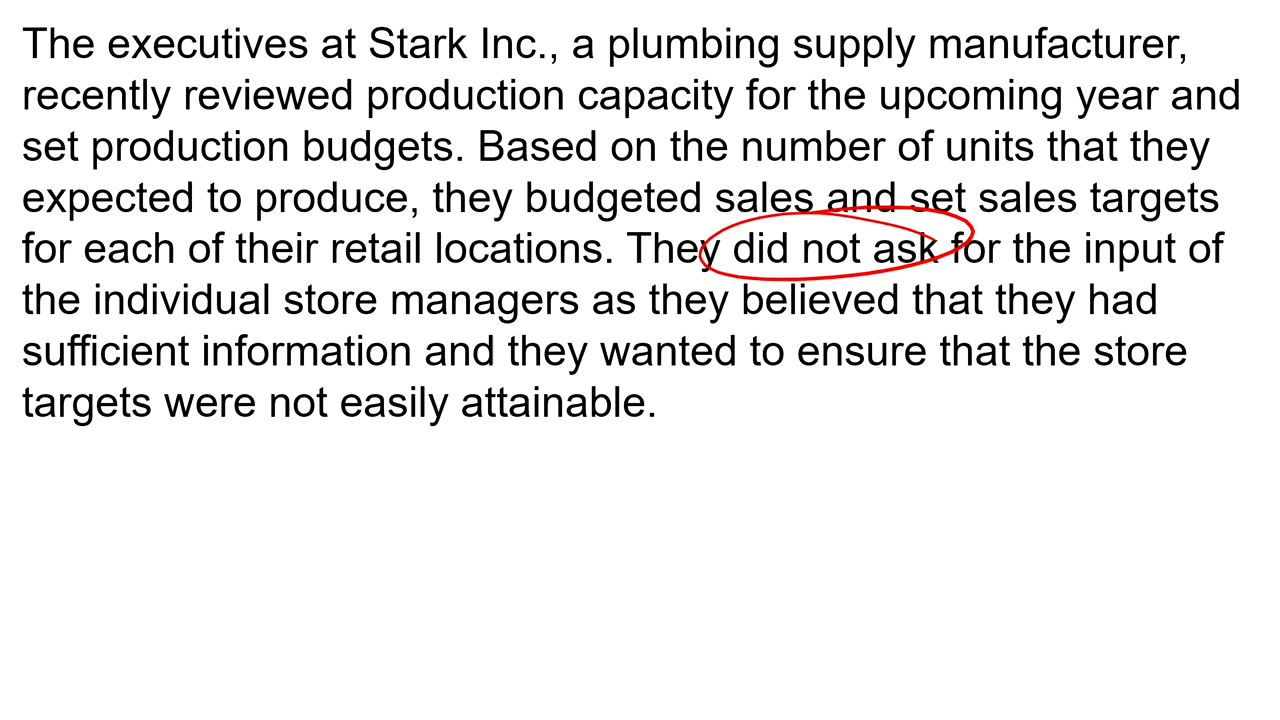 The executives at Stark Inc., a plumbing supply manufacturer,
recently reviewed production capacity for the upcoming year and
set production budgets. Based on the number of units that they
expected to produce, they budgeted sales and set sales targets
for each of their retail locations. They did not ask for the input of
the individual store managers as they believed that they had
sufficient information and they wanted to ensure that the store
targets were not easily attainable.